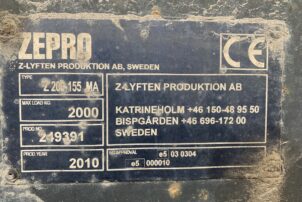 ZEPRO
Z-LYFTEN PRODUKTION AB, SWEDEN
TYPE
Z 200-155 MA
MAX LOAD KG.
2000
PROD NO.
249391
PROD YEAR
2010
Z-LYFTEN PRODUKTION AB
KATRINEHOLM +46 150-48 95 50
BISPGÅRDEN +46 696-172 00
SWEDEN
e5 03 0304
e5 000010
CE